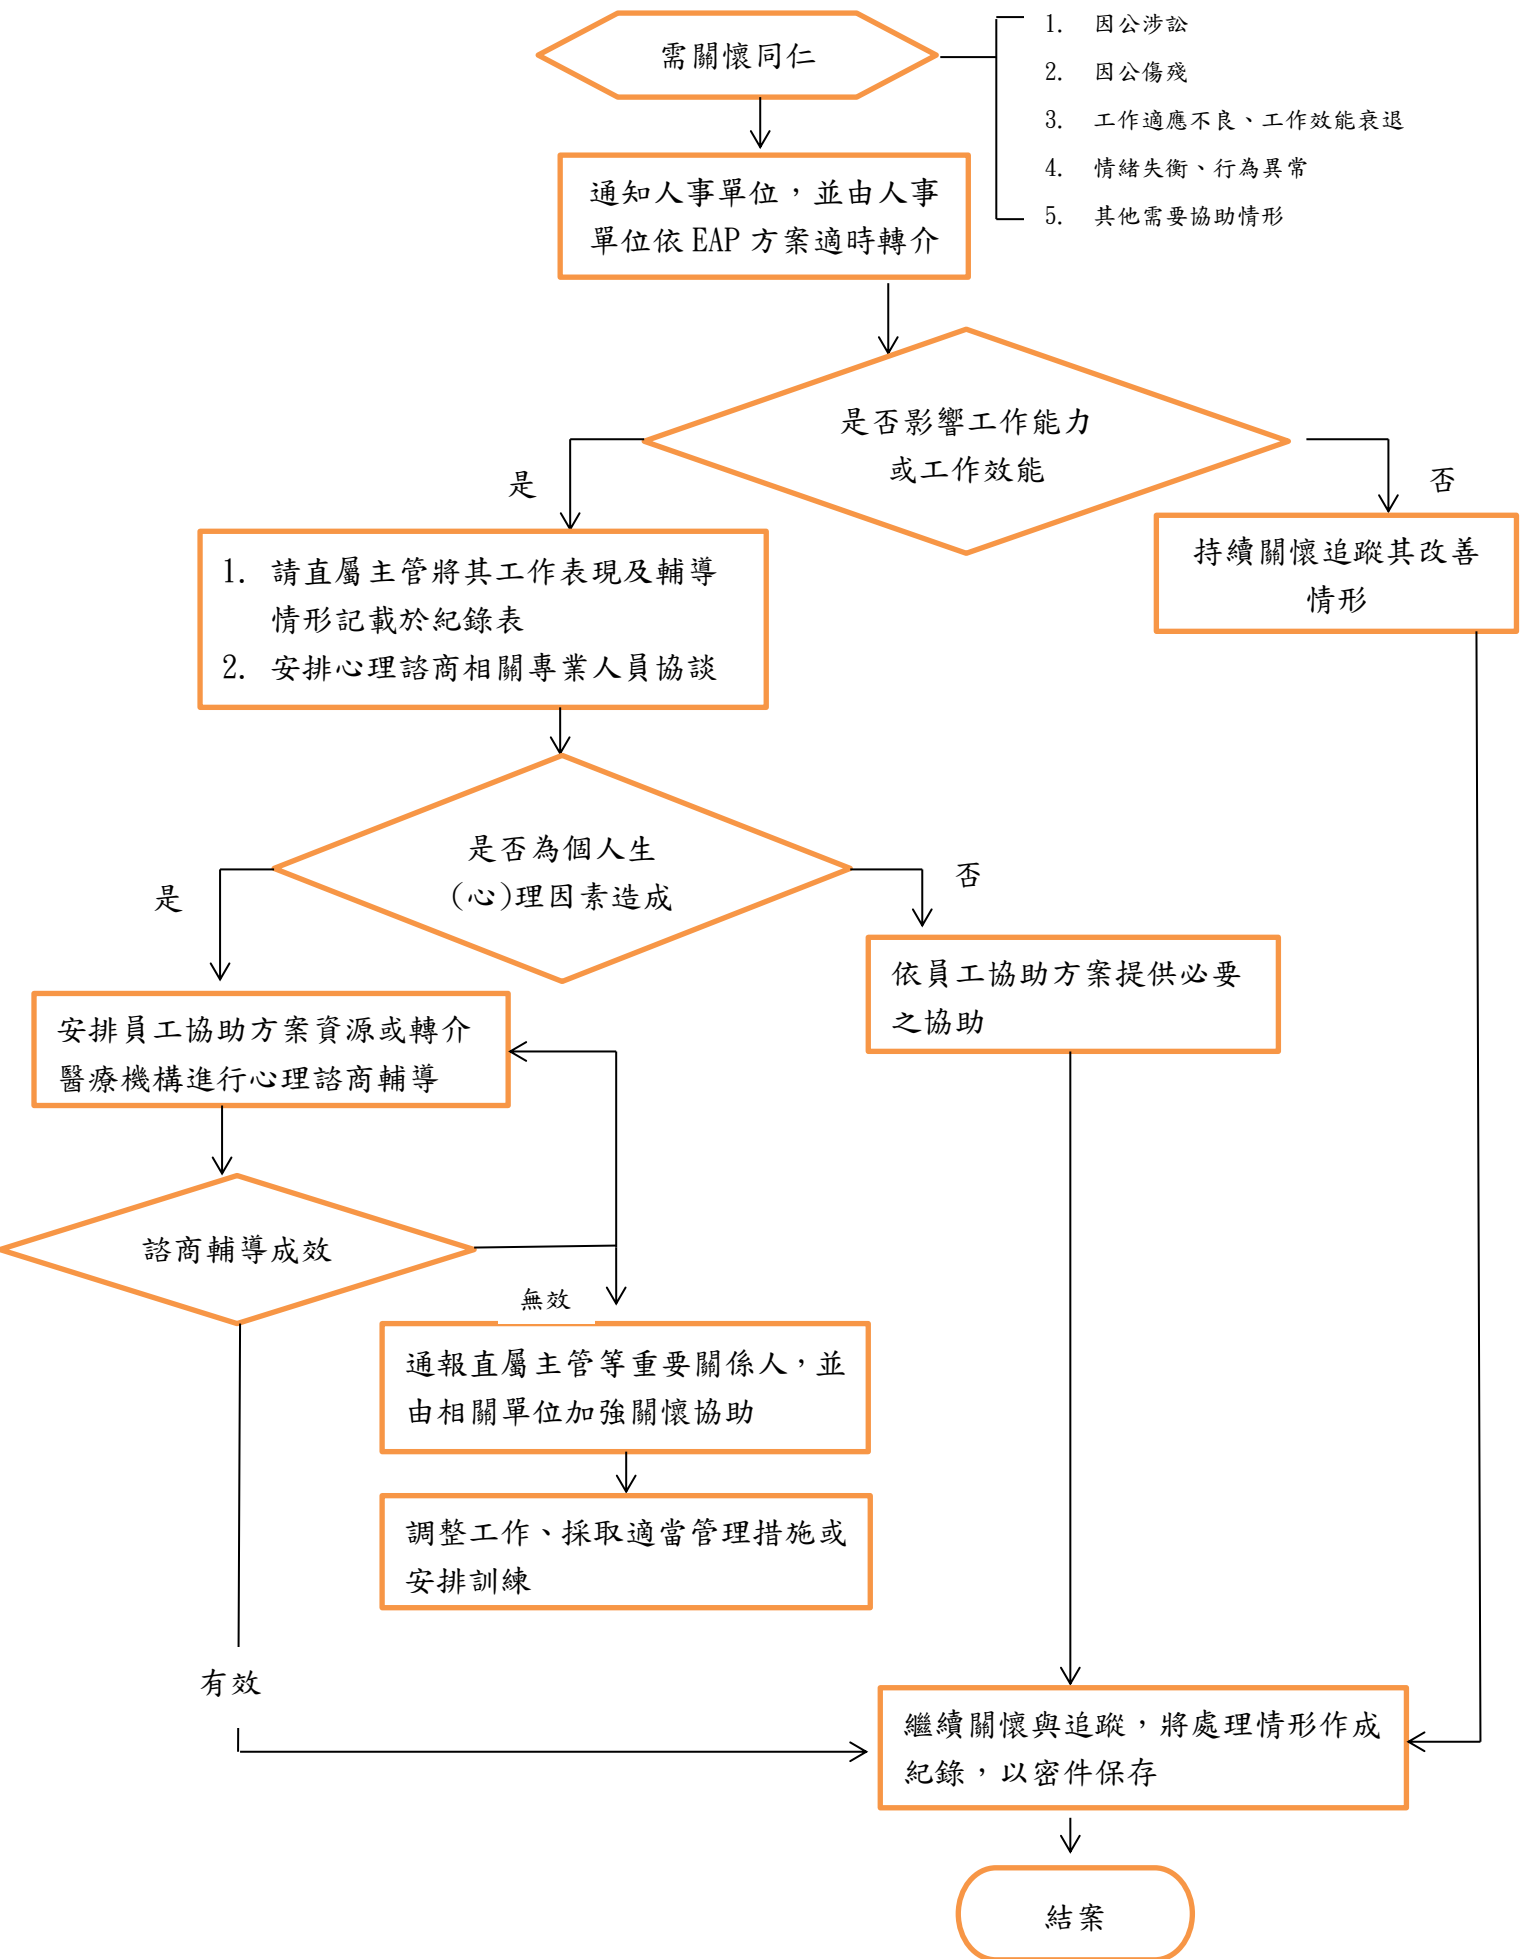 需關懷同仁
1. 因公涉訟
2. 因公傷殘
3. 工作適應不良、工作效能衰退
4. 情緒失衡、行為異常
5. 其他需要協助情形
通知人事單位，並由人事
單位依 EAP 方案適時轉介
是否影響工作能力
或工作效能
是
否
1. 請直屬主管將其工作表現及輔導
情形記載於紀錄表
2. 安排心理諮商相關專業人員協談
持續關懷追蹤其改善
情形
是否為個人生
(心)理因素造成
是
否
安排員工協助方案資源或轉介
醫療機構進行心理諮商輔導
依員工協助方案提供必要
之協助
諮商輔導成效
無效
通報直屬主管等重要關係人，並
由相關單位加強關懷協助
調整工作、採取適當管理措施或
安排訓練
有效
繼續關懷與追蹤，將處理情形作成
紀錄，以密件保存
結案